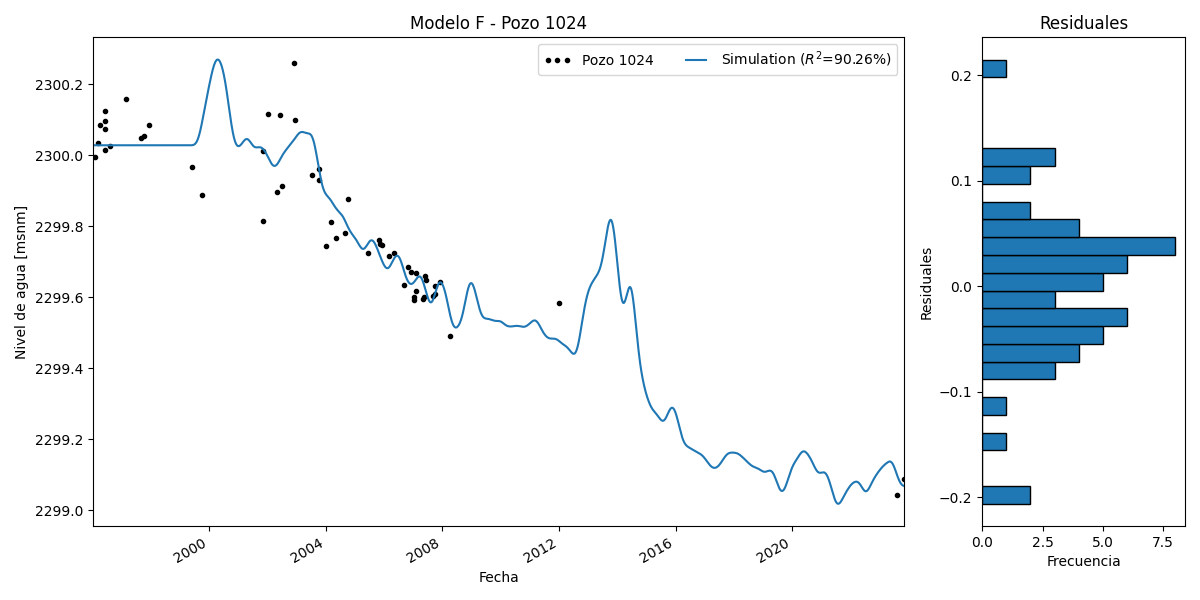 Modelo F - Pozo 1024
Pozo 1024
Simulation (R²=90.26%)
Nivel de agua [msnm]
2300.2
2300.0
2299.8
2299.6
2299.4
2299.2
2299.0
2000
2004
2008
2012
2016
2020
Fecha
Residuales
Residuales
0.2
0.1
0.0
−0.1
−0.2
0.0
2.5
5.0
7.5
Frecuencia